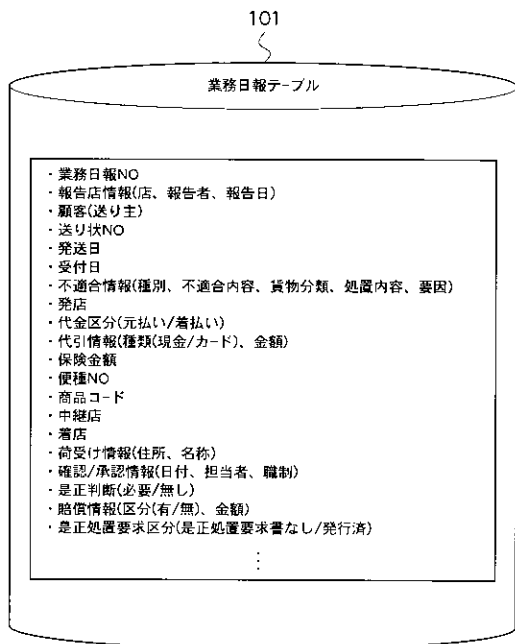 101
業務日報テーブル
・業務日報NO
・報告店情報(店、報告者、報告日)
・顧客(送り主)
・送り状NO
・発送日
・受付日
・不適合情報(種別、不適合内容、貨物分類、処置内容、要因)
・発店
・代金区分(元払い/着払い)
・代引情報(種類(現金/カード)、金額)
・保険金額
・便種NO
・商品コード
・中継店
・着店
・荷受け情報(住所、名称)
・確認/承認情報(日付、担当者、職制)
・是正判断(必要/無し)
・賠償情報(区分(有/無)、金額)
・是正処置要求区分(是正処置要求書なし/発行済)
⋮